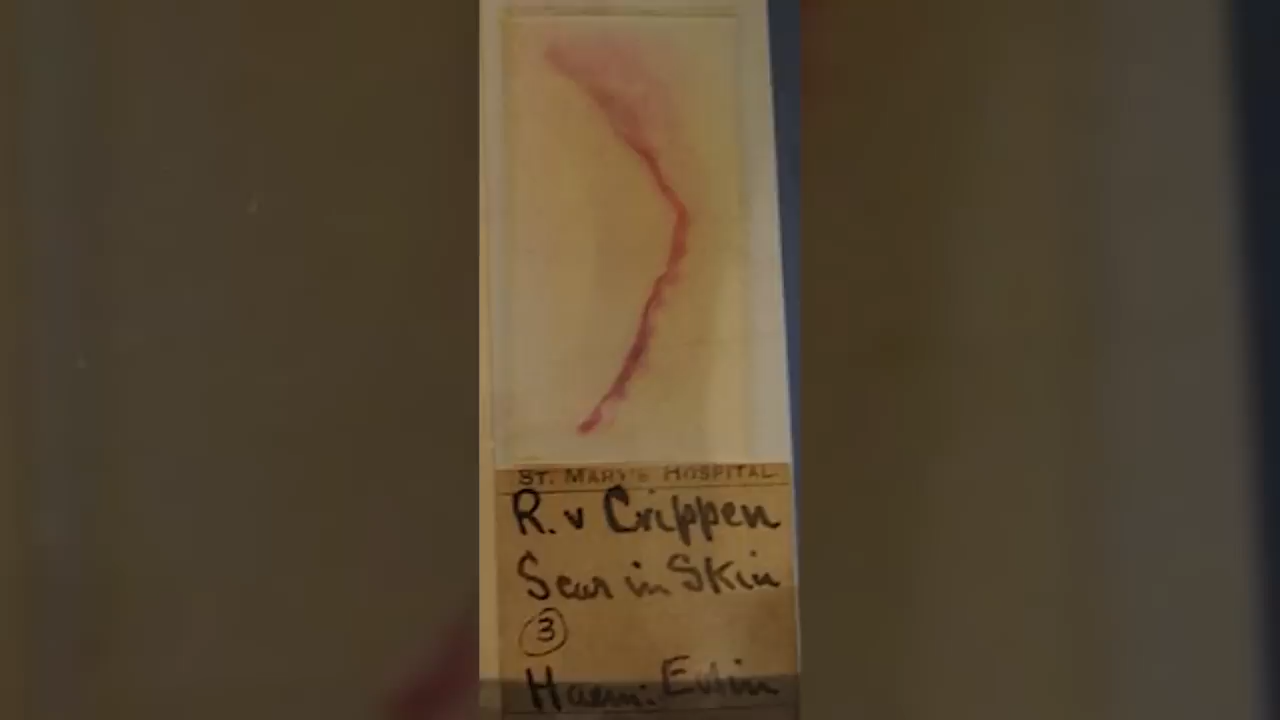 ST. MARY'S HOSPITAL.
R. v Crippen
Scar in Skin
3
Haem: Eosin